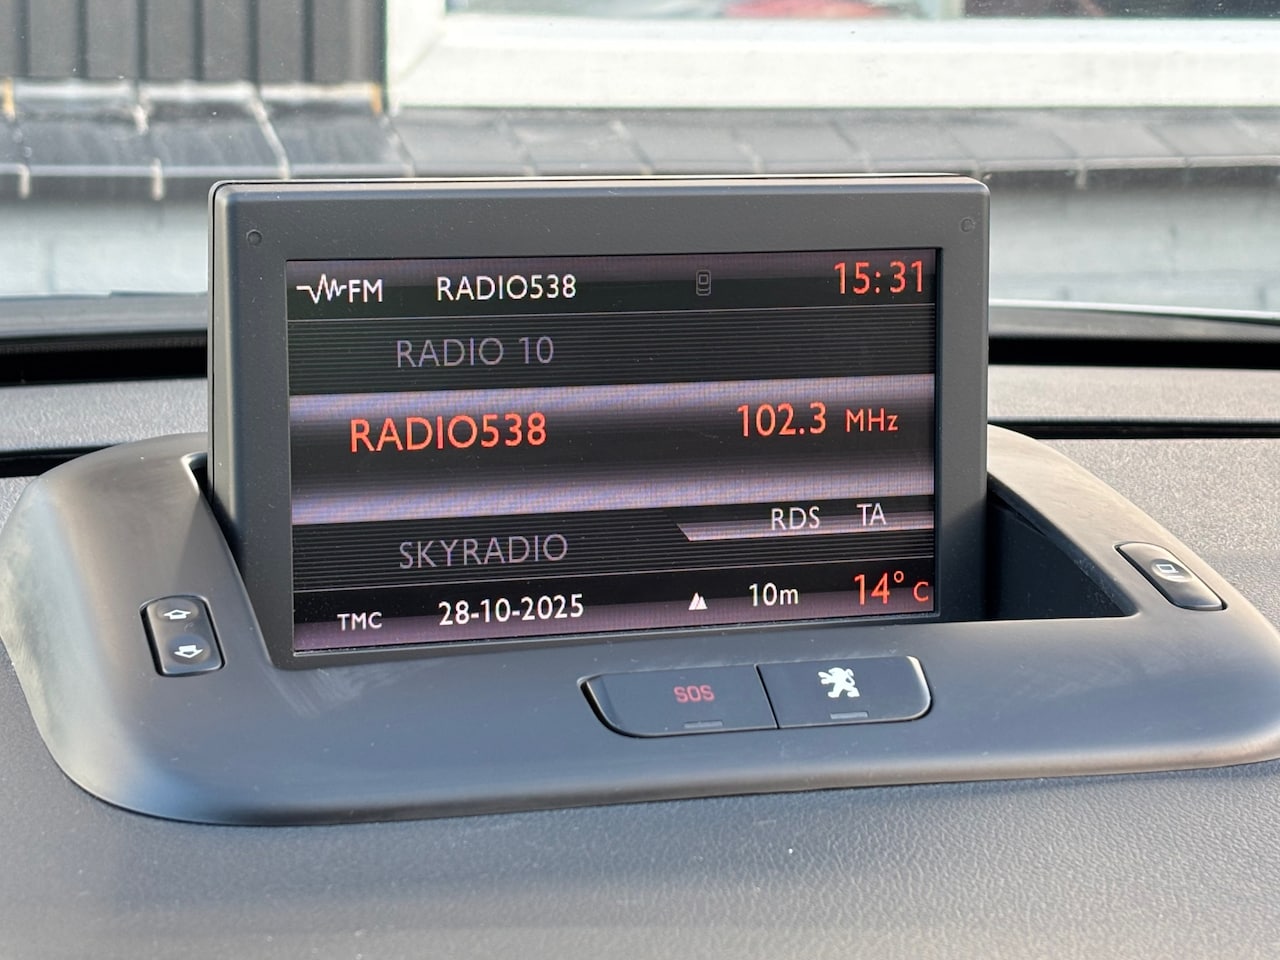 FM RADIO538 15:31
RADIO 10
RADIO538 102.3 MHz
RDS TA
SKYRADIO
TMC 28-10-2025 10m 14° C
SOS